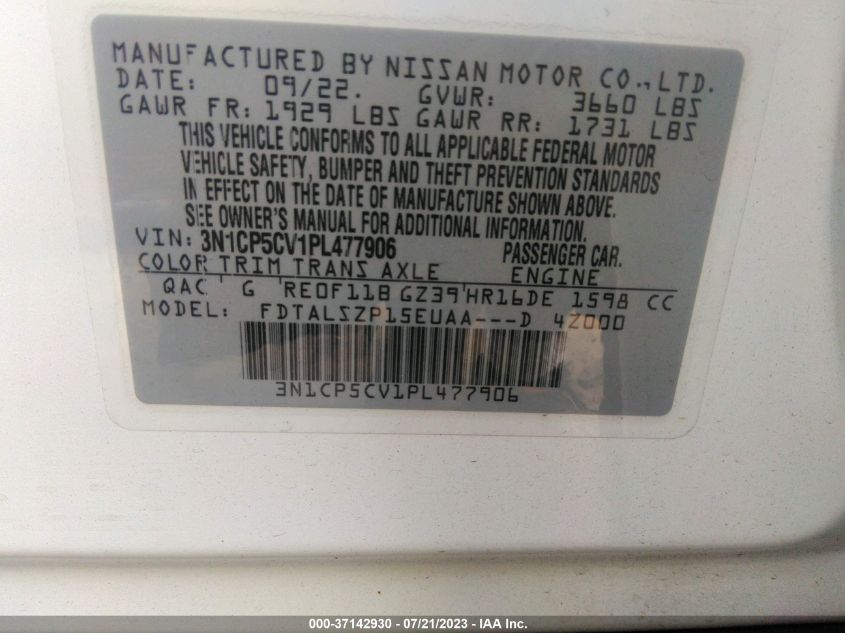 MANUFACTURED BY NISSAN MOTOR CO.,LTD.
DATE: 09/22. GVWR: 3660 LBS
GAWR FR: 1929 LBS GAWR RR: 1731 LBS
THIS VEHICLE CONFORMS TO ALL APPLICABLE FEDERAL MOTOR
VEHICLE SAFETY, BUMPER AND THEFT PREVENTION STANDARDS
IN EFFECT ON THE DATE OF MANUFACTURE SHOWN ABOVE.
SEE OWNER'S MANUAL FOR ADDITIONAL INFORMATION.
VIN: 3N1CP5CV1PL477906 PASSENGER CAR.
COLOR TRIM TRANS AXLE ENGINE
QAC ' G 'RE0F11B GZ39'HR16DE 1598 CC
MODEL: FDTALSZP15EUAA---D 4Z000
3N1CP5CV1PL477906
000-37142930 - 07/21/2023 - IAA Inc.